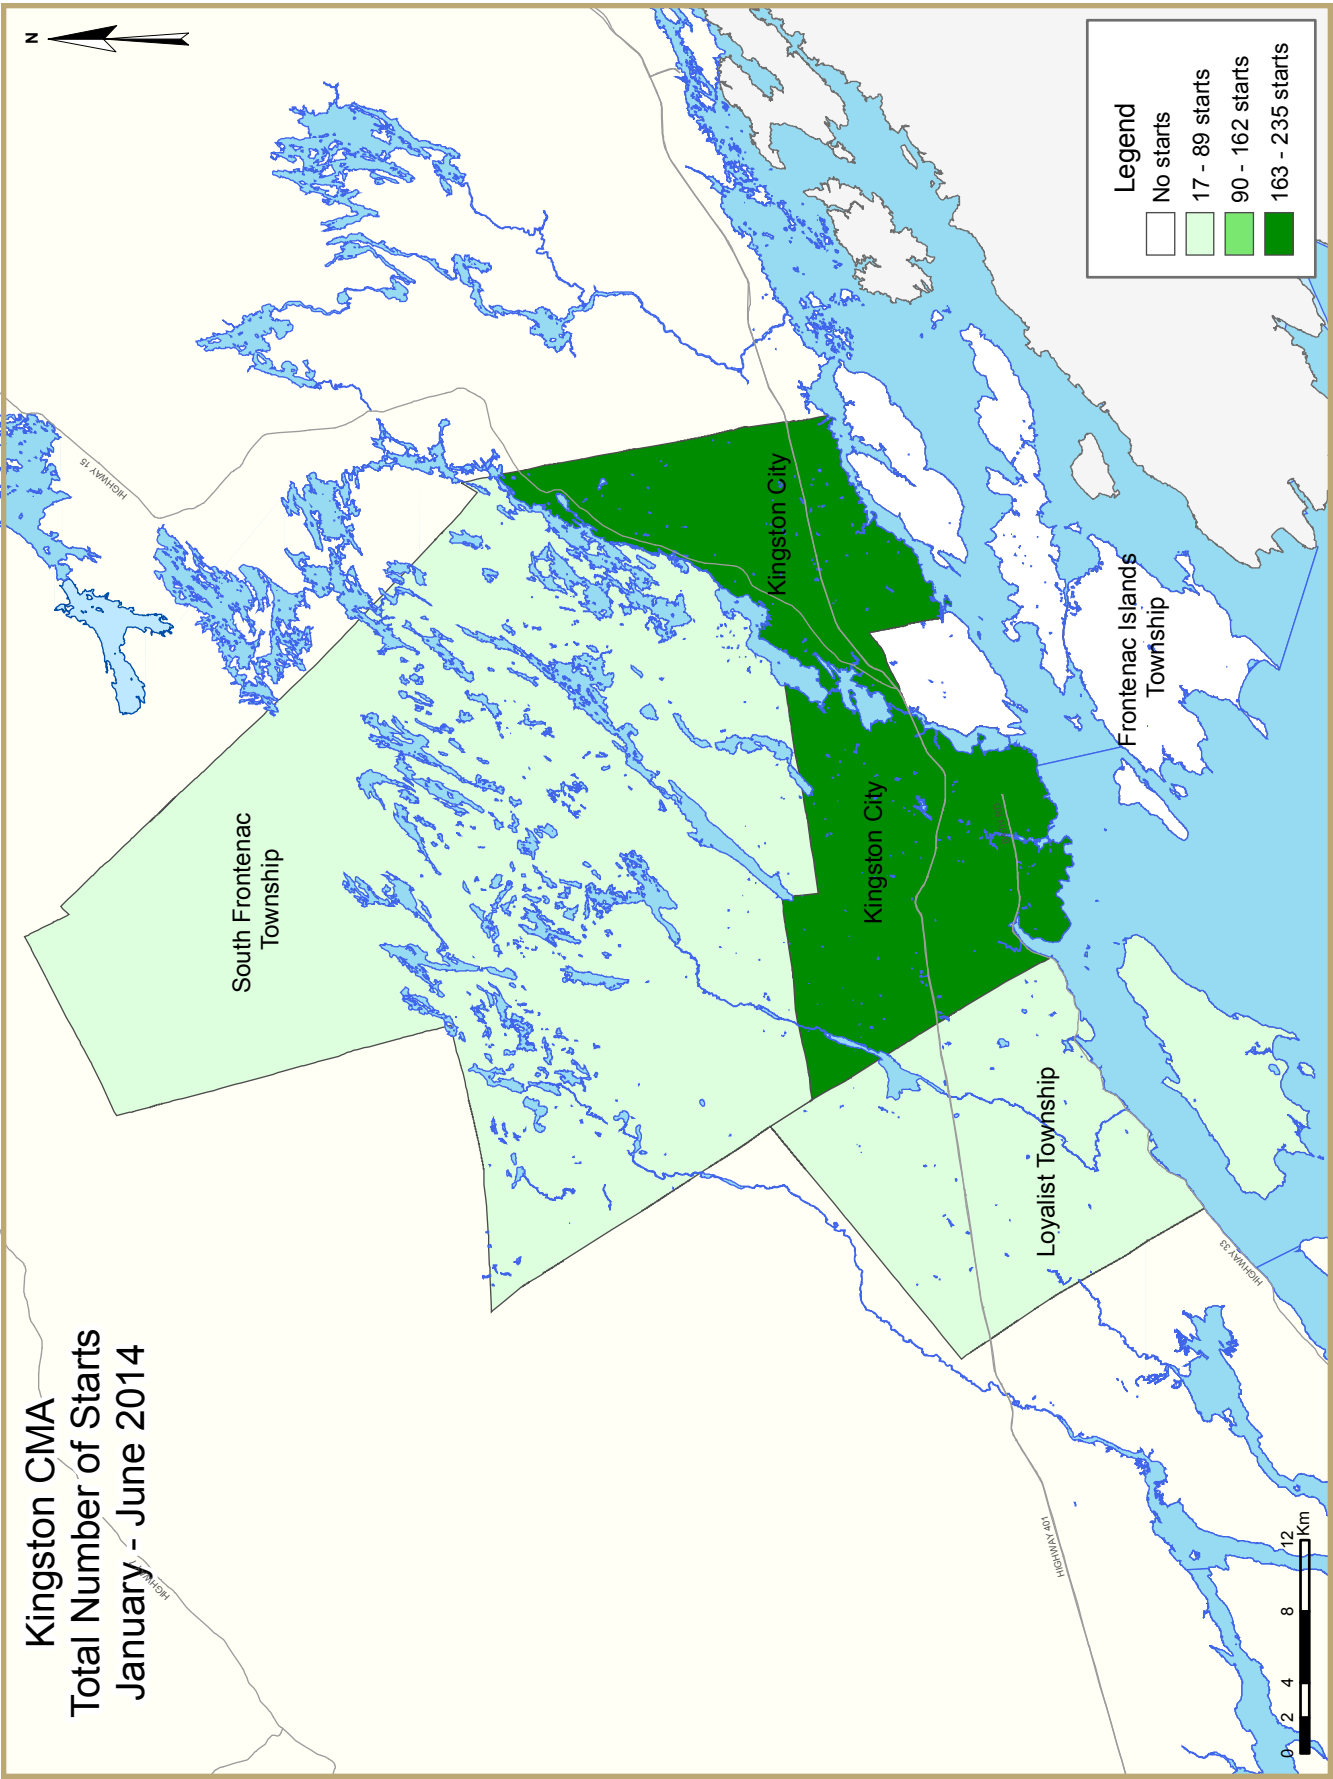 Kingston CMA
Total Number of Starts
January - June 2014
N
HIGHWAY 15
South Frontenac
Township
Kingston City
Kingston City
Loyalist Township
Frontenac Islands
Township
HIGHWAY 401
HIGHWAY 33
Legend
No starts
17 - 89 starts
90 - 162 starts
163 - 235 starts
0 2 4 8 12
Km